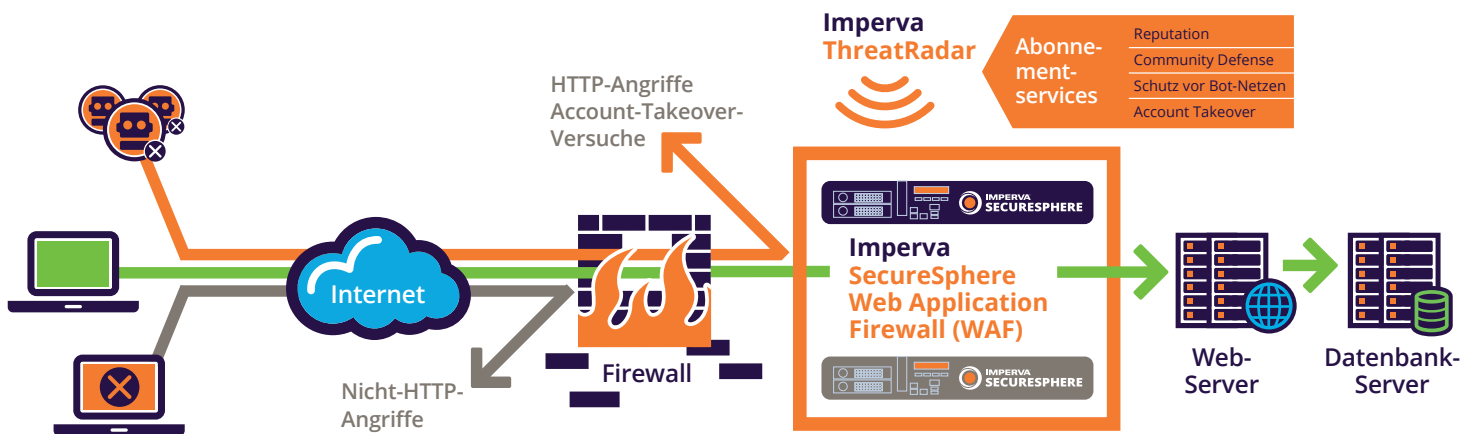 Imperva
ThreatRadar
Abonne-
ment-
services
Reputation
Community Defense
Schutz vor Bot-Netzen
Account Takeover
HTTP-Angriffe
Account-Takeover-
Versuche
IMPERVA
SECURESPHERE
Imperva
SecureSphere
Web Application
Firewall (WAF)
IMPERVA
SECURESPHERE
Internet
Firewall
Nicht-HTTP-
Angriffe
Web-
Server
Datenbank-
Server